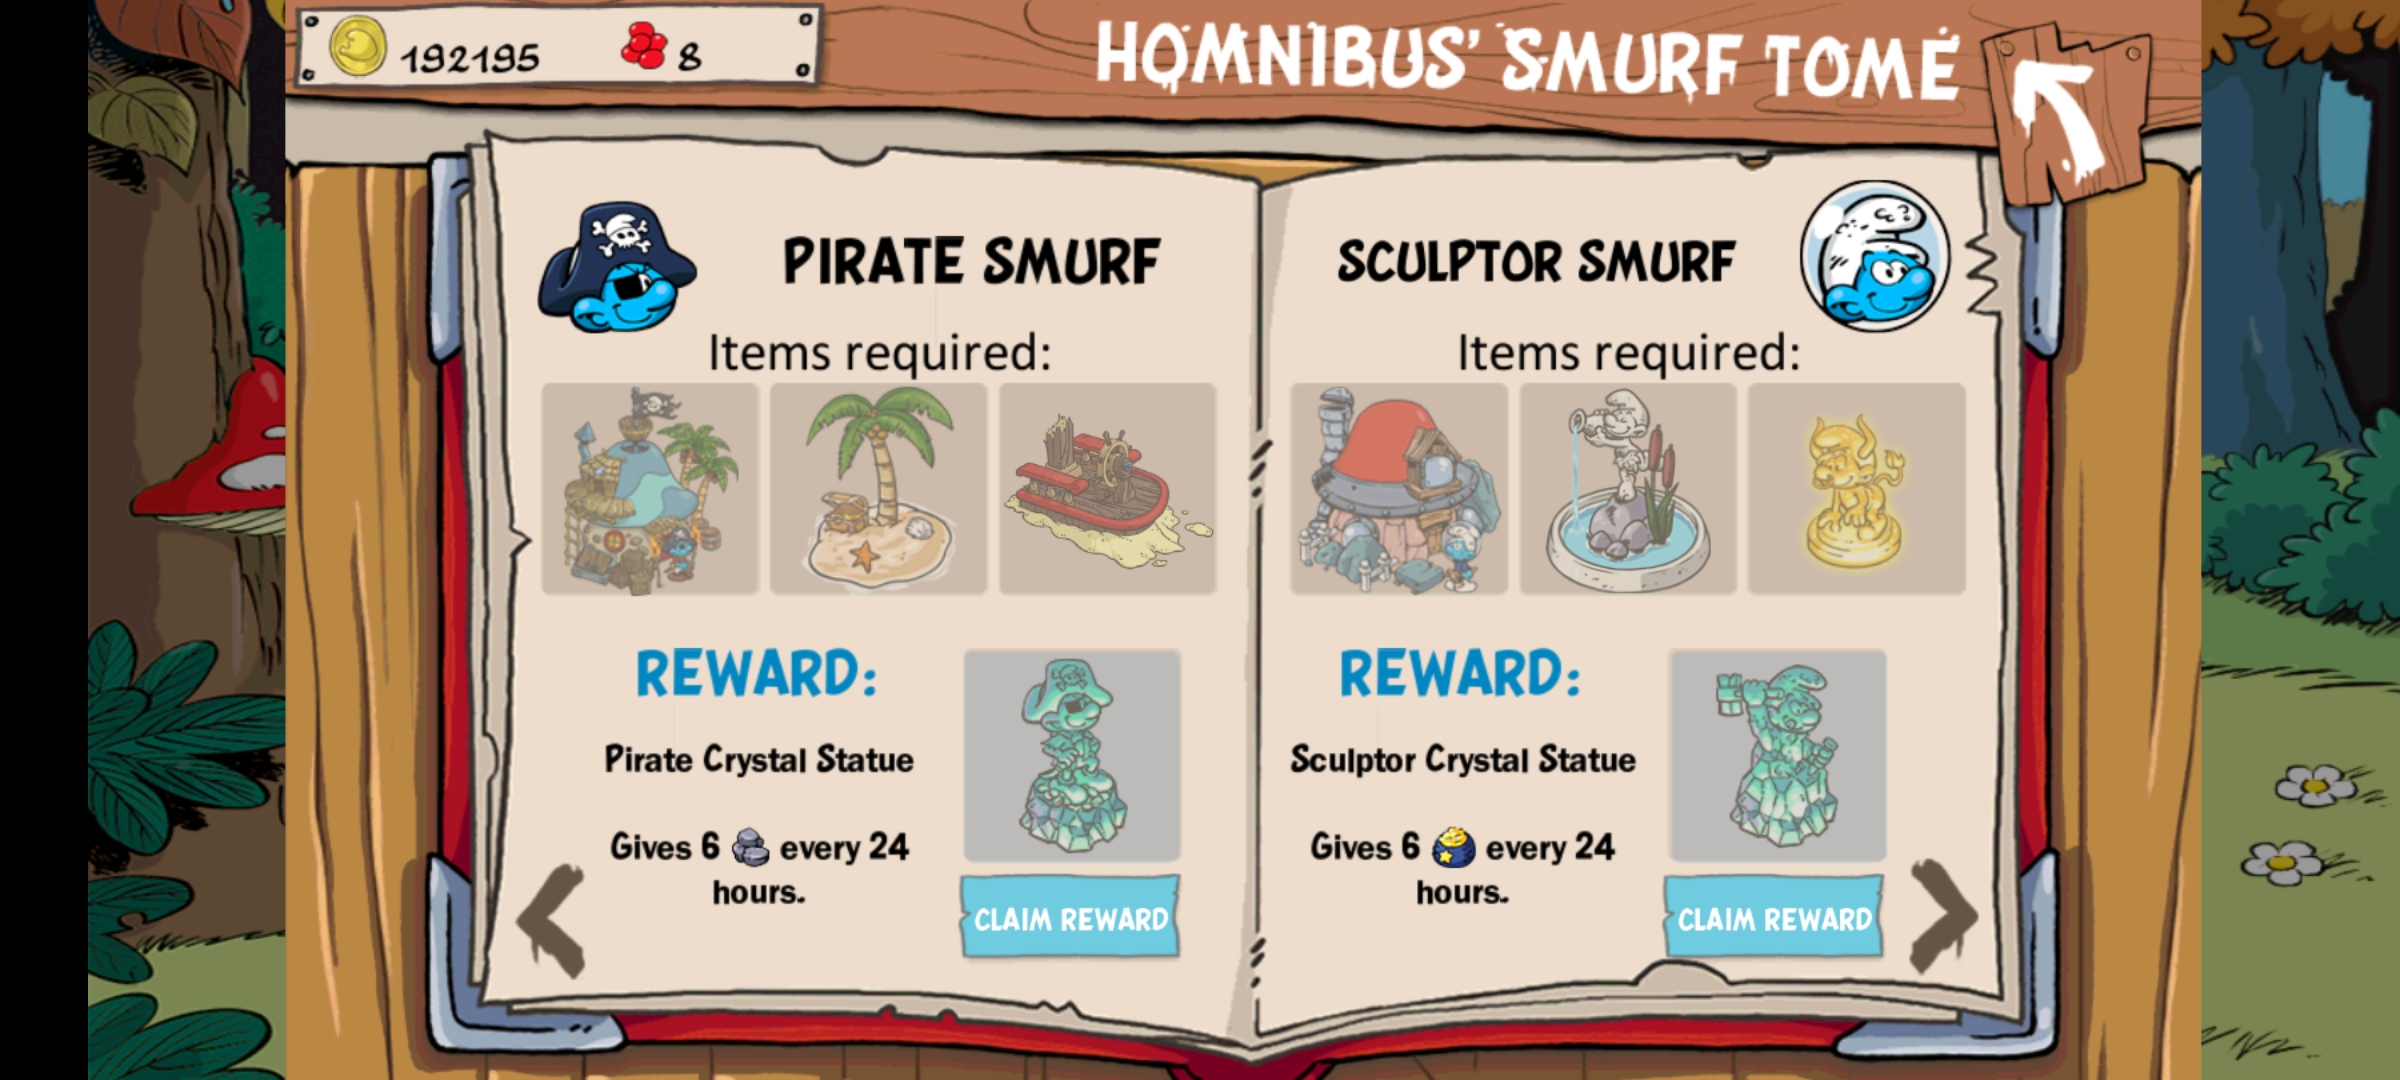 192195
8
HOMNIBUS' SMURF TOME
PIRATE SMURF
Items required:
REWARD:
Pirate Crystal Statue
Gives 6 every 24
hours.
CLAIM REWARD
SCULPTOR SMURF
Items required:
REWARD:
Sculptor Crystal Statue
Gives 6 every 24
hours.
CLAIM REWARD